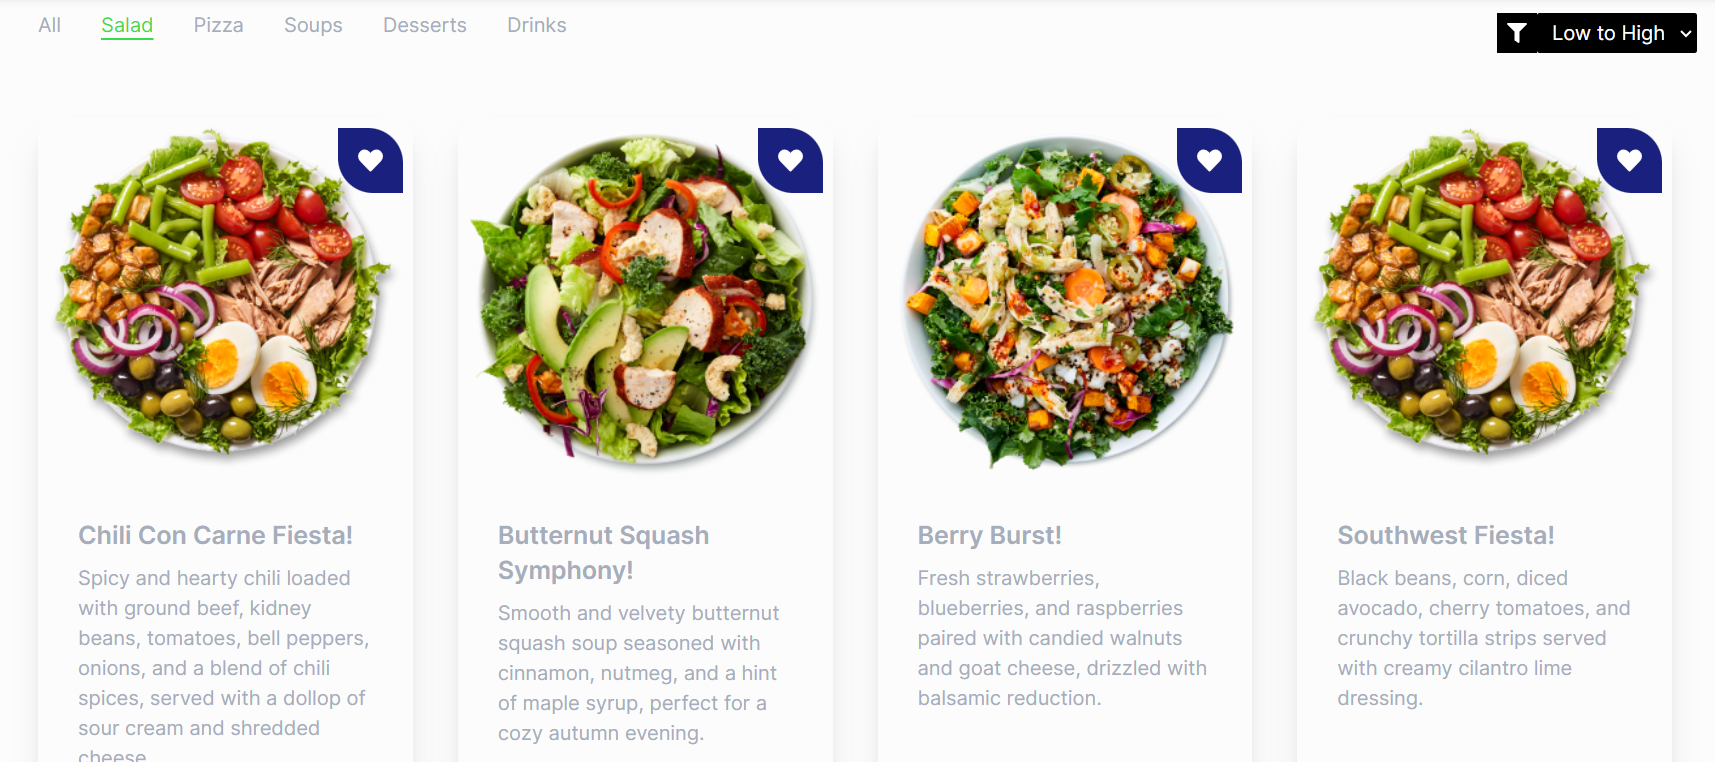 All
Salad
Pizza
Soups
Desserts
Drinks
Low to High
Chili Con Carne Fiesta!
Spicy and hearty chili loaded
with ground beef, kidney
beans, tomatoes, bell peppers,
onions, and a blend of chili
spices, served with a dollop of
sour cream and shredded
cheese
Butternut Squash
Symphony!
Smooth and velvety butternut
squash soup seasoned with
cinnamon, nutmeg, and a hint
of maple syrup, perfect for a
cozy autumn evening.
Berry Burst!
Fresh strawberries,
blueberries, and raspberries
paired with candied walnuts
and goat cheese, drizzled with
balsamic reduction.
Southwest Fiesta!
Black beans, corn, diced
avocado, cherry tomatoes, and
crunchy tortilla strips served
with creamy cilantro lime
dressing.